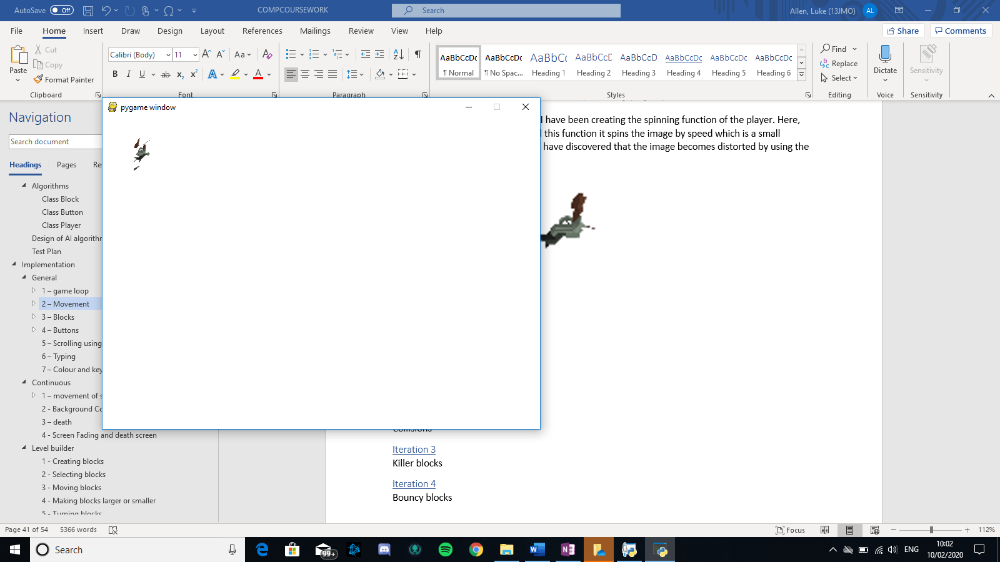 AutoSave Off COMPCOURSEWORK Search Allen, Luke (13JMO) AL
File Home Insert Draw Design Layout References Mailings Review View Help Share Comments
Paste Cut Copy Format Painter
Calibri (Body) 11 A A Aa A
B I U ab x2 x2 A A
AaBbCcDc AaBbCcDc AaBbC( AaBbCcE AaBbCcD AaBbCcDc AaBbCcDc AaBbCcDc
¶ Normal ¶ No Spac... Heading 1 Heading 2 Heading 3 Heading 4 Heading 5 Heading 6
Find Replace Select
Dictate Sensitivity
Clipboard Font Paragraph Styles Editing Voice Sensitivity
pygame window
Navigation
Search document
Headings Pages Re
Algorithms
Class Block
Class Button
Class Player
Design of AI algorithr
Test Plan
Implementation
General
1 – game loop
2 – Movement
3 – Blocks
4 – Buttons
5 – Scrolling using
6 – Typing
7 – Colour and key
Continuous
1 – movement of s
2 - Background Co
3 – death
4 - Screen Fading and death screen
Level builder
1 - Creating blocks
2 - Selecting blocks
3 - Moving blocks
4 - Making blocks larger or smaller
5 - Turning blocks
I have been creating the spinning function of the player. Here,
this function it spins the image by speed which is a small
have discovered that the image becomes distorted by using the
Collisions
Iteration 3
Killer blocks
Iteration 4
Bouncy blocks
Page 41 of 54 5366 words Focus 112%
Search 99+ ENG 10:02
10/02/2020